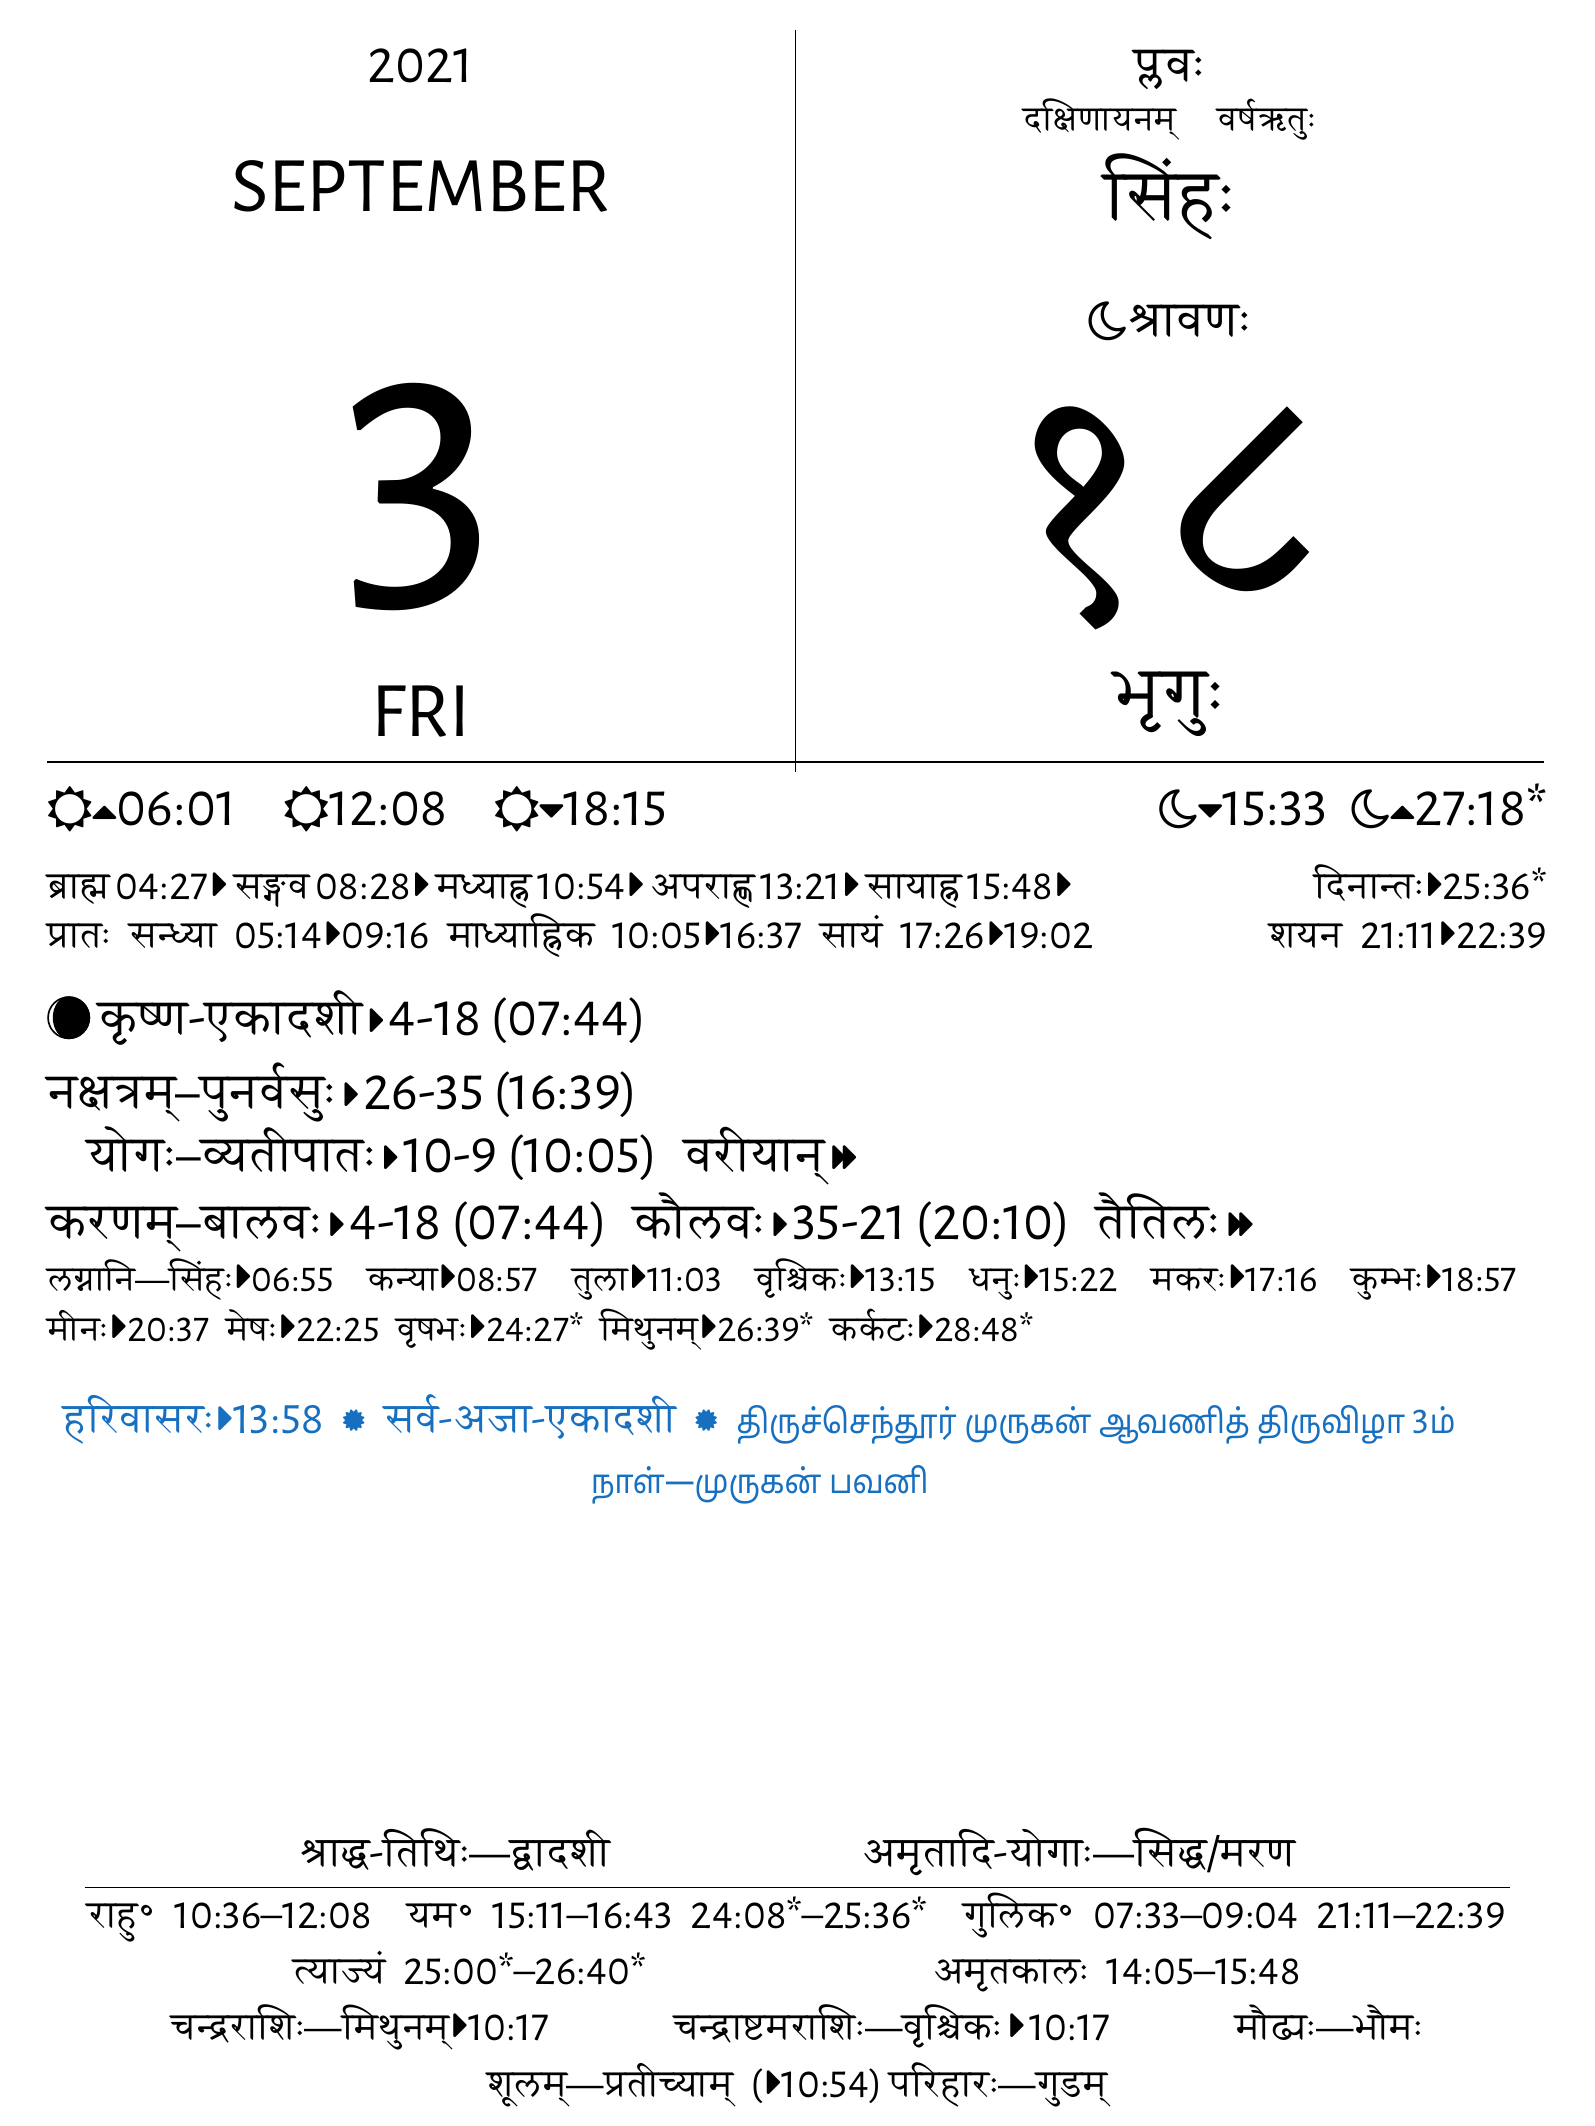 2021
SEPTEMBER
3
FRI
प्लवः
दक्षिणायनम् वर्षऋतुः
सिंहः
श्रावणः
१८
भृगुः
06:01 12:08 18:15 15:33 27:18*
ब्राह्म 04:27 सङ्गव 08:28 मध्याह्न 10:54 अपराह्ण 13:21 सायाह्न 15:48 दिनान्तः 25:36*
प्रातः सन्ध्या 05:14 09:16 माध्याह्निक 10:05 16:37 सायं 17:26 19:02 शयन 21:11 22:39
कृष्ण-एकादशी 4-18 (07:44)
नक्षत्रम्–पुनर्वसुः 26-35 (16:39)
योगः–व्यतीपातः 10-9 (10:05) वरीयान्
करणम्–बालवः 4-18 (07:44) कौलवः 35-21 (20:10) तैतिलः
लग्नानि—सिंहः 06:55 कन्या 08:57 तुला 11:03 वृश्चिकः 13:15 धनुः 15:22 मकरः 17:16 कुम्भः 18:57
मीनः 20:37 मेषः 22:25 वृषभः 24:27* मिथुनम् 26:39* कर्कटः 28:48*
हरिवासरः 13:58 सर्व-अजा-एकादशी திருச்செந்தூர் முருகன் ஆவணித் திருவிழா 3ம்
நாள்—முருகன் பவனி
श्राद्ध-तिथिः—द्वादशी अमृतादि-योगाः—सिद्ध/मरण
राहु॰ 10:36–12:08 यम॰ 15:11–16:43 24:08*–25:36* गुलिक॰ 07:33–09:04 21:11–22:39
त्याज्यं 25:00*–26:40* अमृतकालः 14:05–15:48
चन्द्रराशिः—मिथुनम् 10:17 चन्द्राष्टमराशिः—वृश्चिकः 10:17 मौढ्यः—भौमः
शूलम्—प्रतीच्याम् (10:54) परिहारः—गुडम्